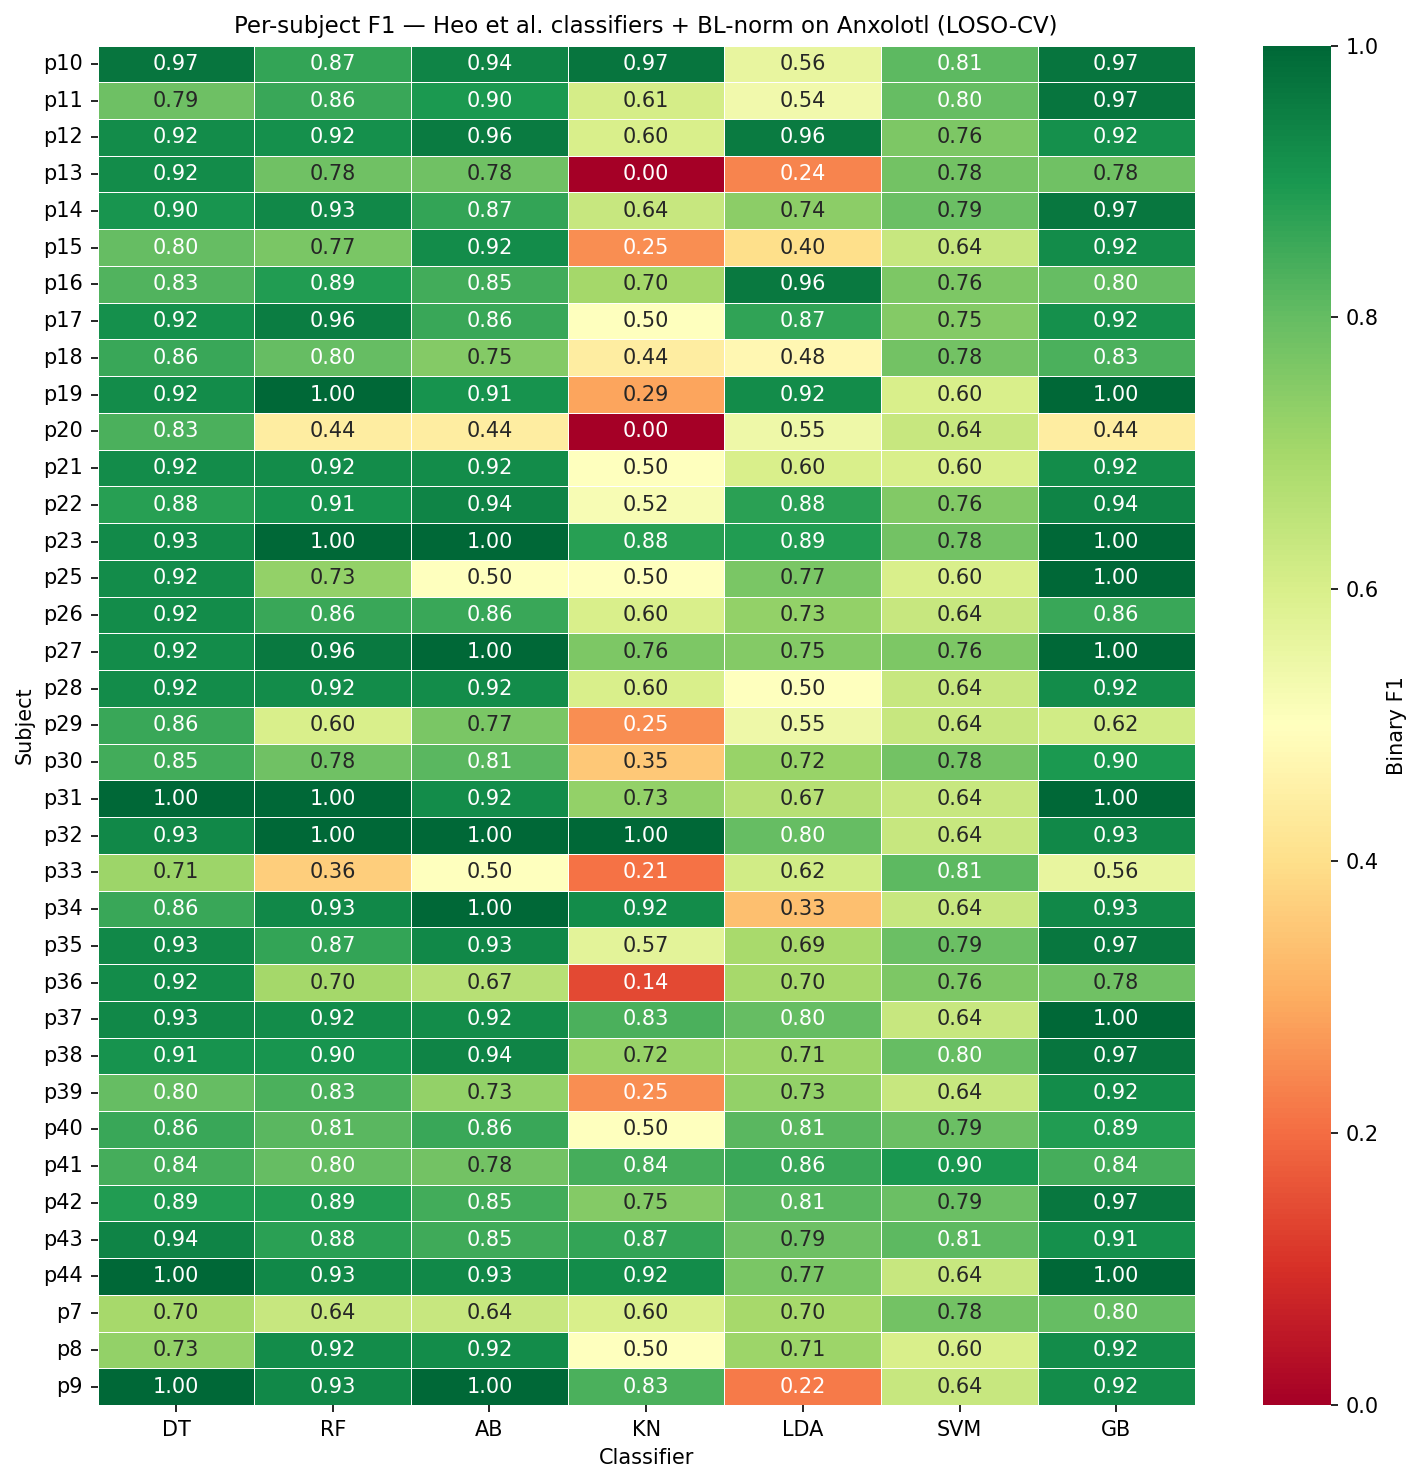 Per-subject F1 — Heo et al. classifiers + BL-norm on Anxolotl (LOSO-CV)
p10 0.97 0.87 0.94 0.97 0.56 0.81 0.97
p11 0.79 0.86 0.90 0.61 0.54 0.80 0.97
p12 0.92 0.92 0.96 0.60 0.96 0.76 0.92
p13 0.92 0.78 0.78 0.00 0.24 0.78 0.78
p14 0.90 0.93 0.87 0.64 0.74 0.79 0.97
p15 0.80 0.77 0.92 0.25 0.40 0.64 0.92
p16 0.83 0.89 0.85 0.70 0.96 0.76 0.80
p17 0.92 0.96 0.86 0.50 0.87 0.75 0.92
p18 0.86 0.80 0.75 0.44 0.48 0.78 0.83
p19 0.92 1.00 0.91 0.29 0.92 0.60 1.00
p20 0.83 0.44 0.44 0.00 0.55 0.64 0.44
p21 0.92 0.92 0.92 0.50 0.60 0.60 0.92
p22 0.88 0.91 0.94 0.52 0.88 0.76 0.94
p23 0.93 1.00 1.00 0.88 0.89 0.78 1.00
p25 0.92 0.73 0.50 0.50 0.77 0.60 1.00
p26 0.92 0.86 0.86 0.60 0.73 0.64 0.86
p27 0.92 0.96 1.00 0.76 0.75 0.76 1.00
p28 0.92 0.92 0.92 0.60 0.50 0.64 0.92
p29 0.86 0.60 0.77 0.25 0.55 0.64 0.62
p30 0.85 0.78 0.81 0.35 0.72 0.78 0.90
p31 1.00 1.00 0.92 0.73 0.67 0.64 1.00
p32 0.93 1.00 1.00 1.00 0.80 0.64 0.93
p33 0.71 0.36 0.50 0.21 0.62 0.81 0.56
p34 0.86 0.93 1.00 0.92 0.33 0.64 0.93
p35 0.93 0.87 0.93 0.57 0.69 0.79 0.97
p36 0.92 0.70 0.67 0.14 0.70 0.76 0.78
p37 0.93 0.92 0.92 0.83 0.80 0.64 1.00
p38 0.91 0.90 0.94 0.72 0.71 0.80 0.97
p39 0.80 0.83 0.73 0.25 0.73 0.64 0.92
p40 0.86 0.81 0.86 0.50 0.81 0.79 0.89
p41 0.84 0.80 0.78 0.84 0.86 0.90 0.84
p42 0.89 0.89 0.85 0.75 0.81 0.79 0.97
p43 0.94 0.88 0.85 0.87 0.79 0.81 0.91
p44 1.00 0.93 0.93 0.92 0.77 0.64 1.00
p7 0.70 0.64 0.64 0.60 0.70 0.78 0.80
p8 0.73 0.92 0.92 0.50 0.71 0.60 0.92
p9 1.00 0.93 1.00 0.83 0.22 0.64 0.92
DT RF AB KN LDA SVM GB
Classifier
Subject
1.0
0.8
0.6
0.4
0.2
0.0
Binary F1